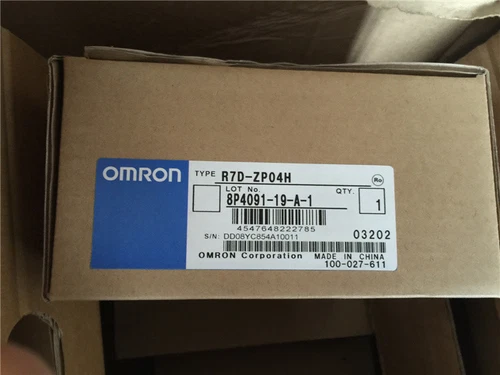 OMRON
TYPE R7D-ZP04H Ro
LOT No. QTY.
8P4091-19-A-1 1
4547648222785
S/N: DD08YC854A10011 03202
OMRON Corporation MADE IN CHINA
100-027-611